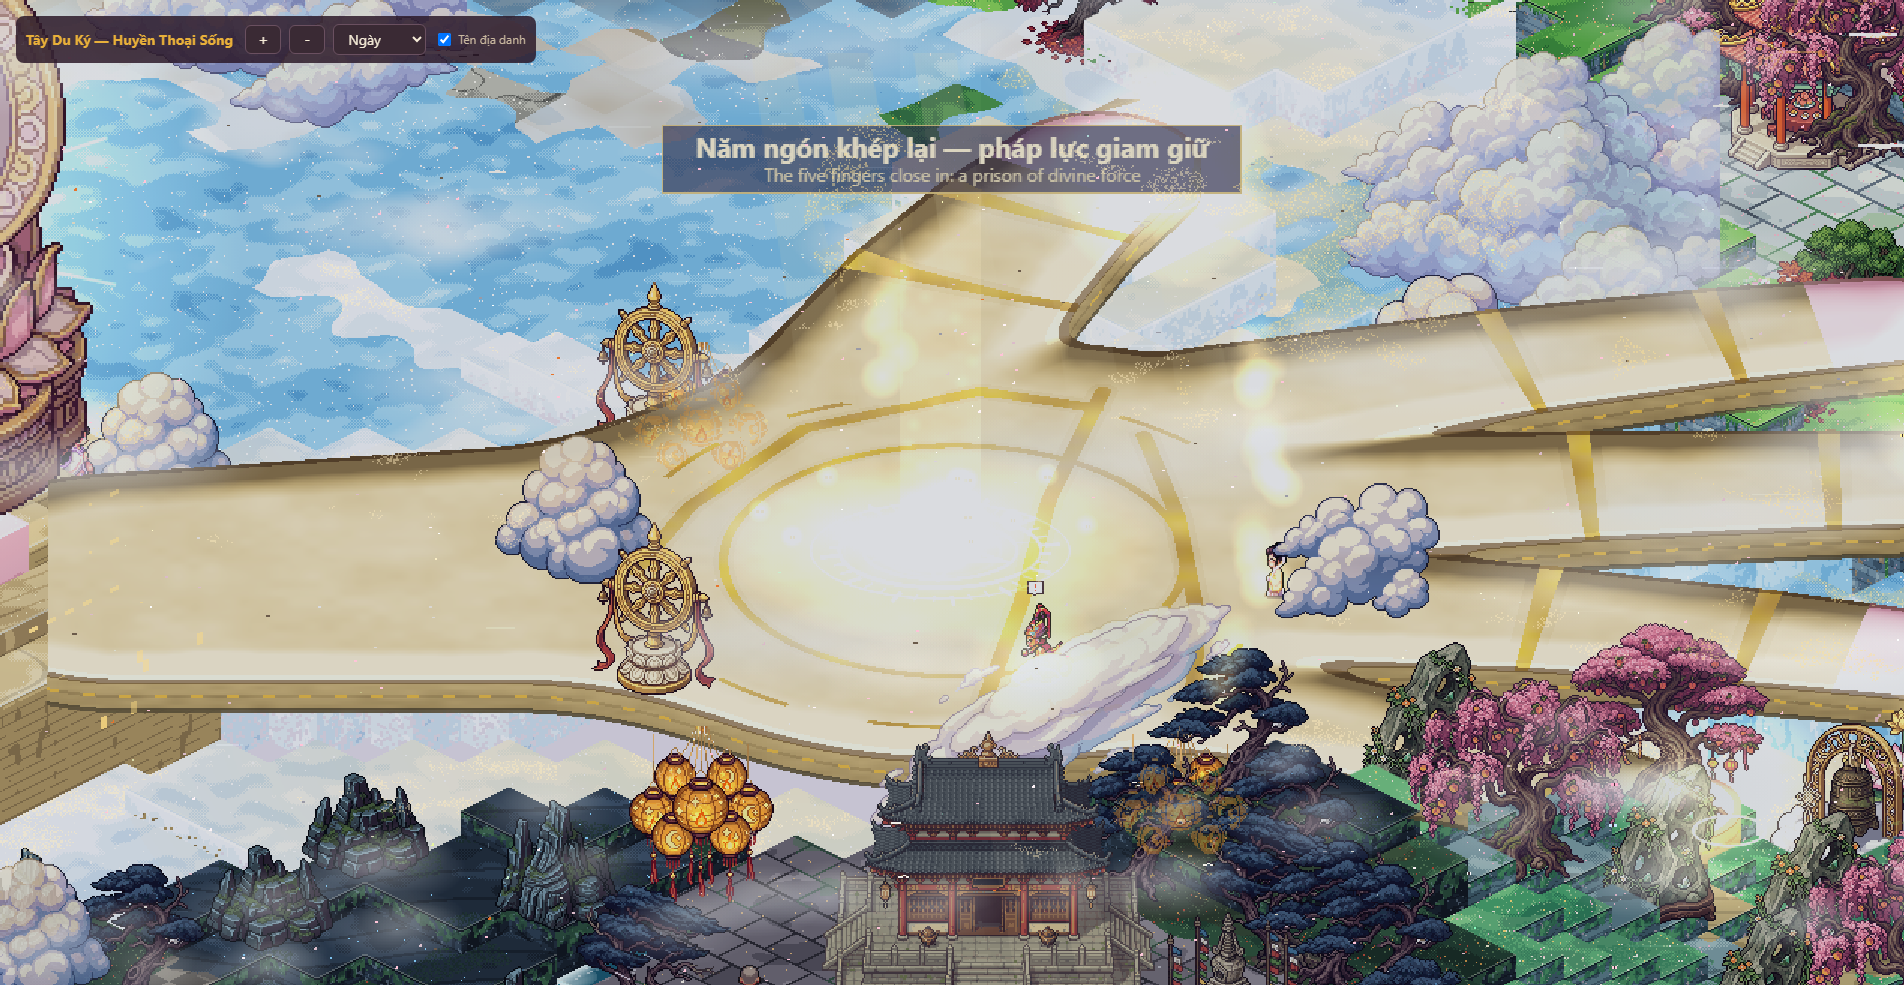 Tây Du Ký — Huyền Thoại Sống
+
-
Ngày
Tên địa danh
Năm ngón khép lại — pháp lực giam giữ
The five fingers close in: a prison of divine force